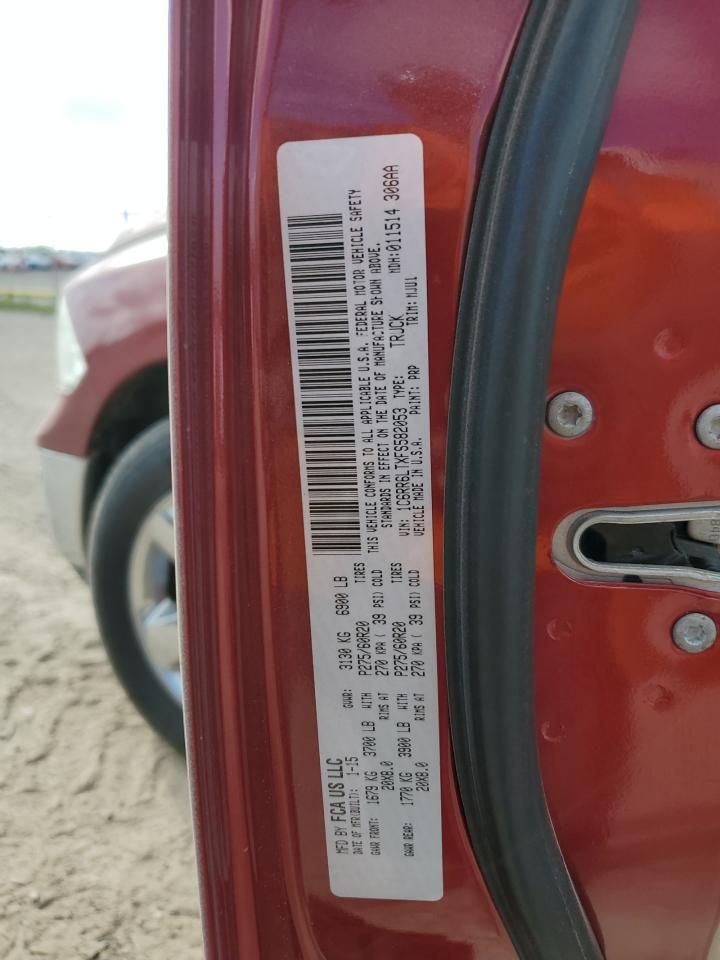 MFD BY FCA US LLC
DATE OF MFR(BUILT): 1-15 GVWR: 3130 KG 6900 LB
GAWR FRONT: 1679 KG 3700 LB WITH P275/60R20 TIRES
20X8.0 RIMS AT 270 KPA ( 39 PSI) COLD
GAWR REAR: 1770 KG 3900 LB WITH P275/60R20 TIRES
20X8.0 RIMS AT 270 KPA ( 39 PSI) COLD
THIS VEHICLE CONFORMS TO ALL APPLICABLE U.S.A. FEDERAL MOTOR VEHICLE SAFETY
STANDARDS IN EFFECT ON THE DATE OF MANUFACTURE SHOWN ABOVE.
VIN: 1C6RR6LTXFS582053 TYPE: TRUCK MDH:011514 306AA
VEHICLE MADE IN U.S.A. PAINT: PRP TRIM: MJU1